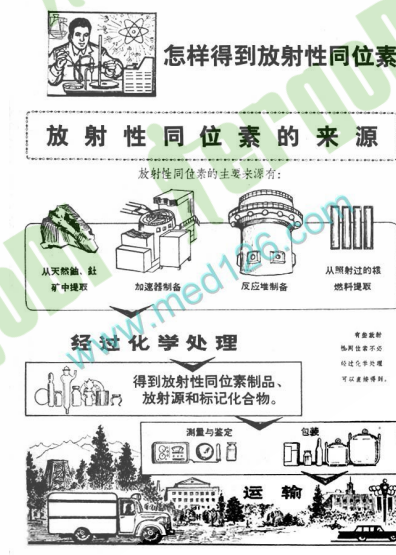 怎样得到放射性同位素
放射性同位素的来源
放射性同位素的主要来源有:
从天然铀、钍
矿中提取
加速器制备
反应堆制备
从照射过的核
燃料提取
www.med126.com
经过化学处理
有些放射
性同位素不必
经过化学处理
可以直接得到。
得到放射性同位素制品、
放射源和标记化合物。
测量与鉴定
包装
运输